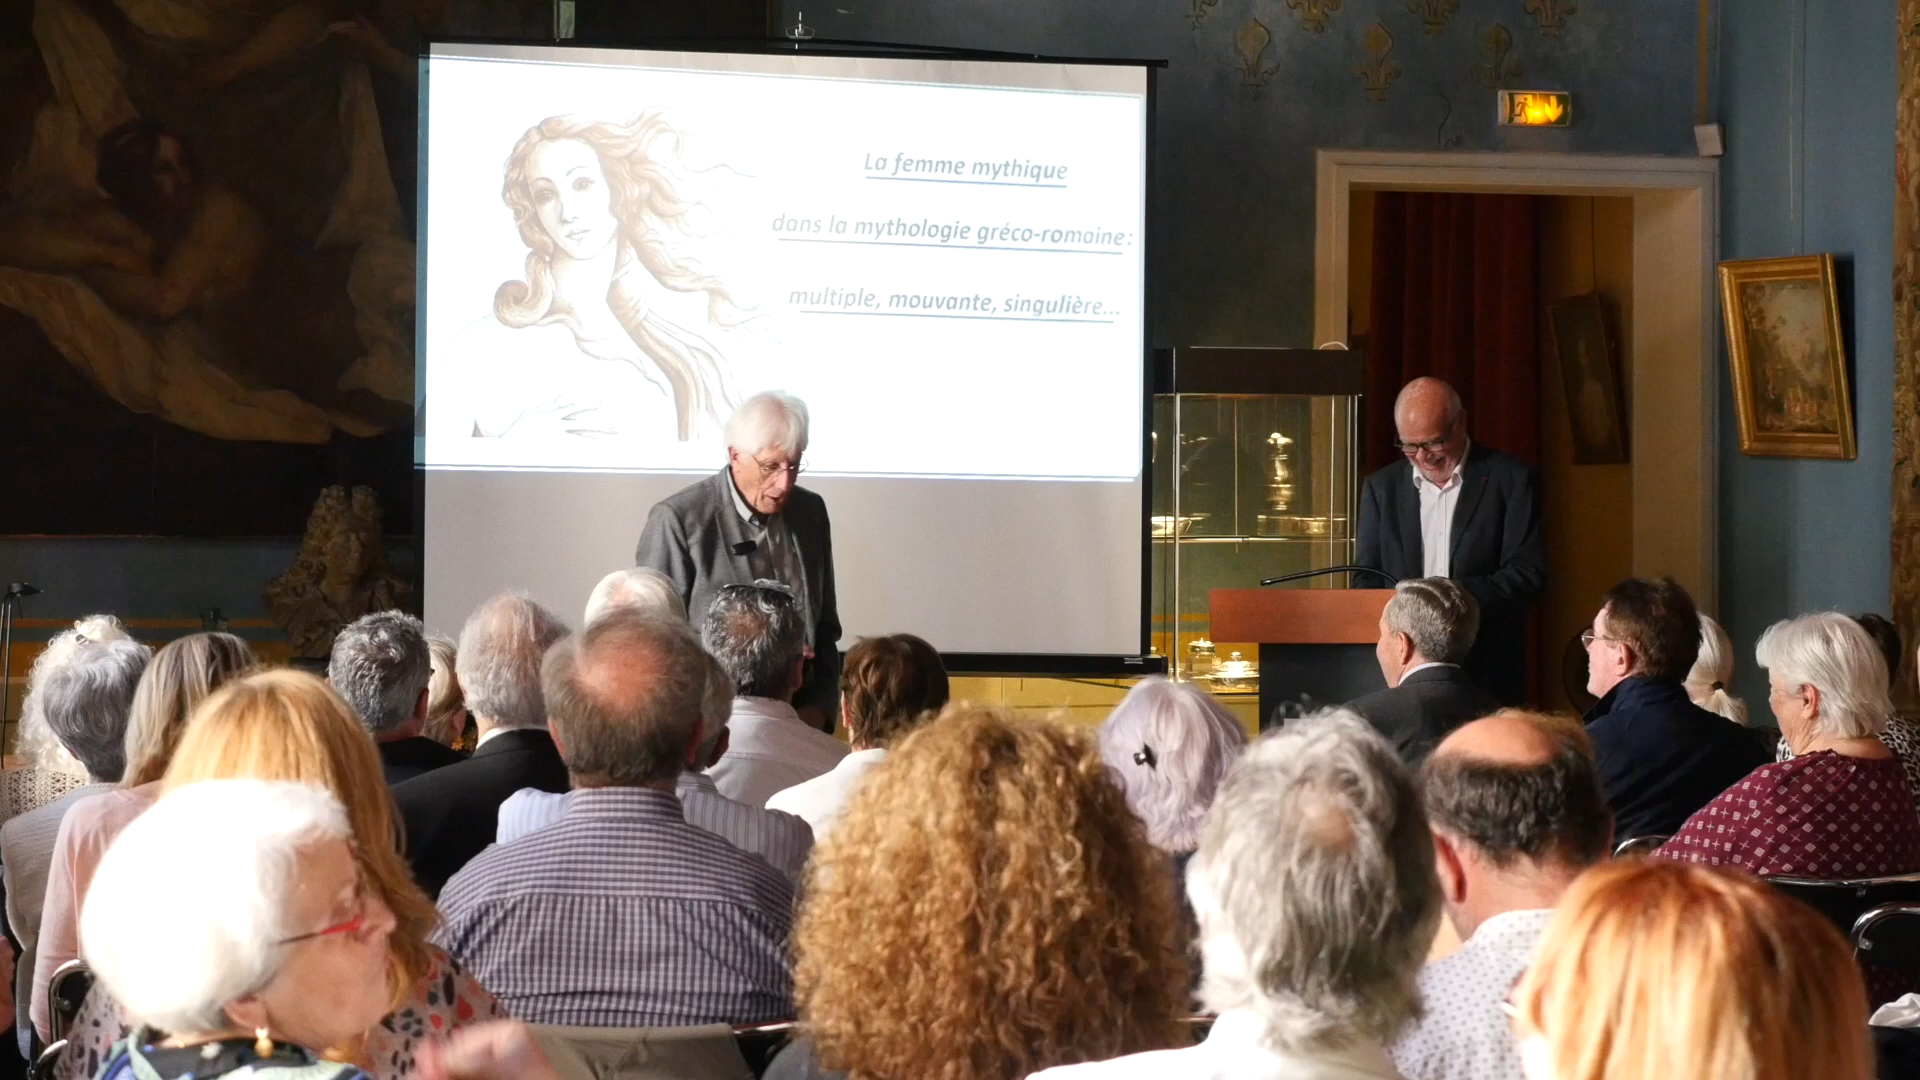 La femme mythique
dans la mythologie gréco-romaine:
multiple, mouvante, singulière...